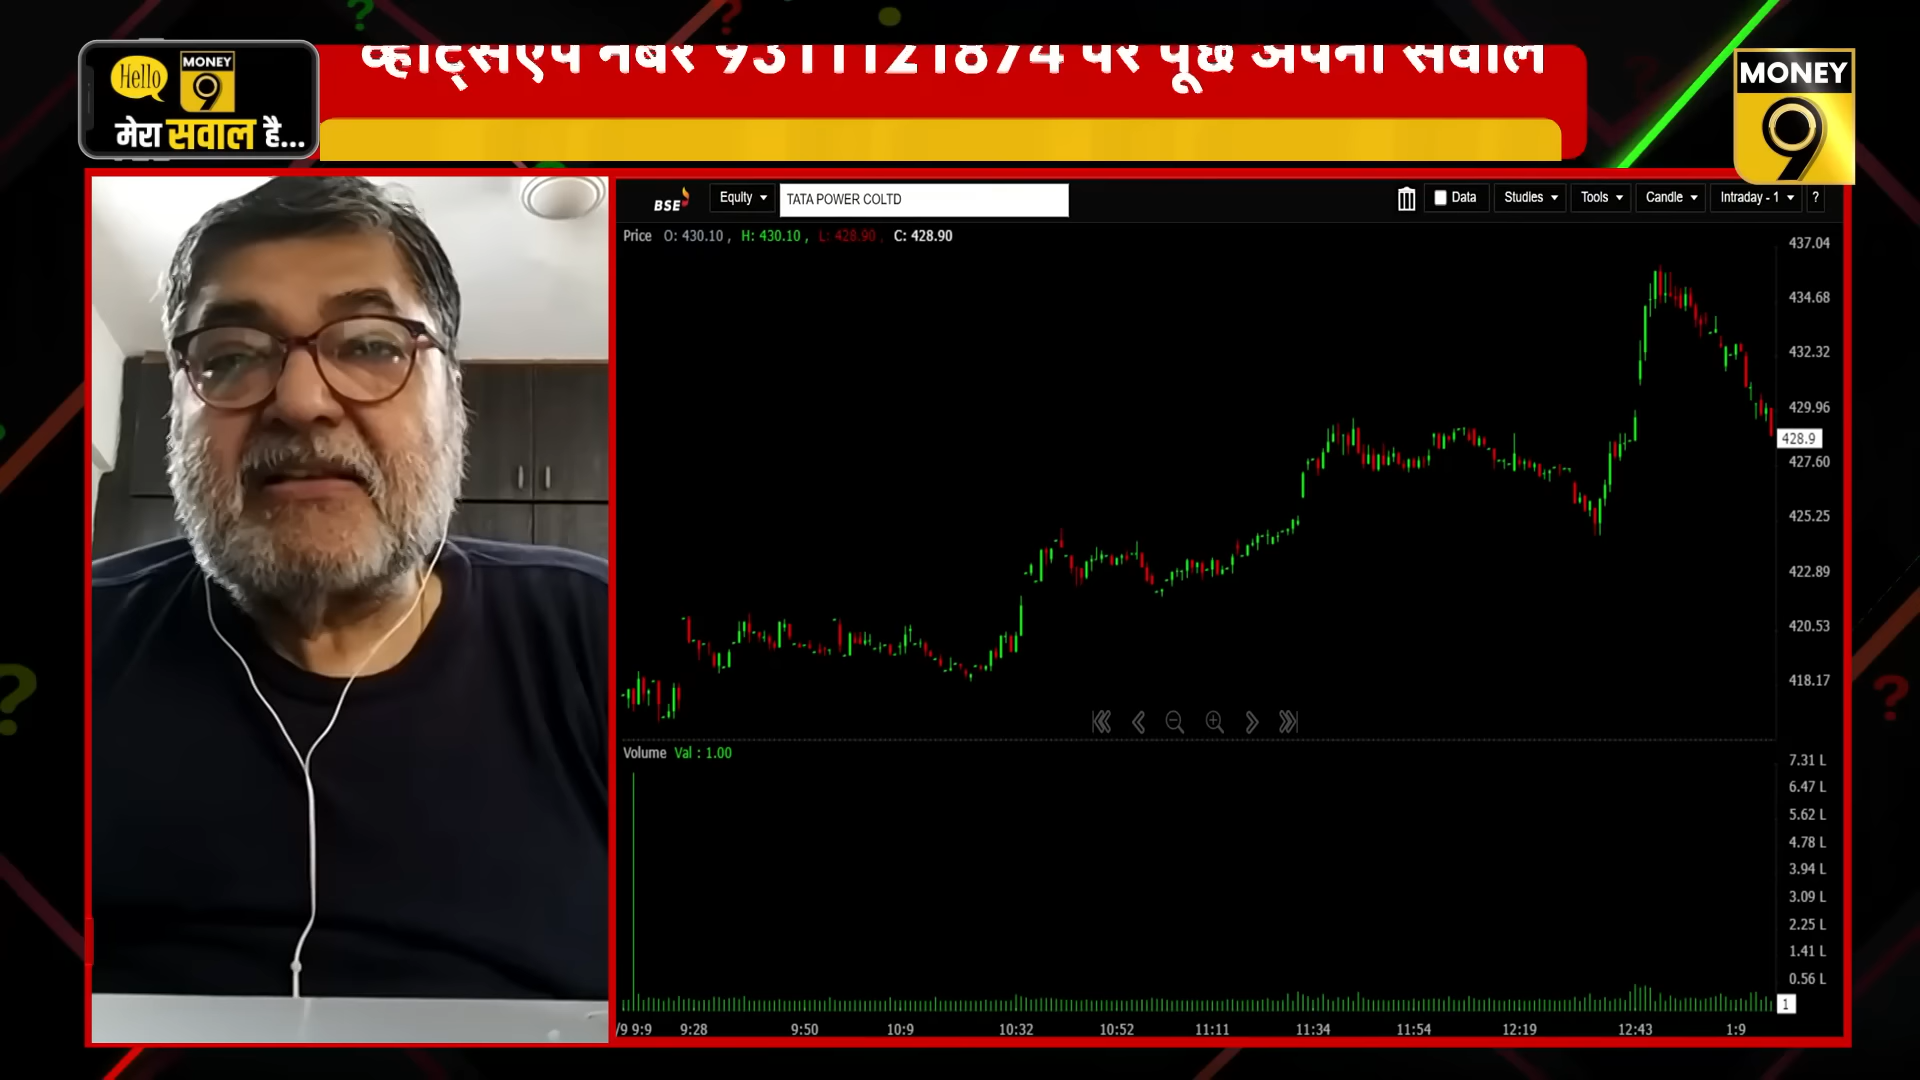 व्हाट्सएप नंबर 9311121874 पर पूछें अपना सवाल
Hello
MONEY
9
मेरा सवाल है...
MONEY
9
BSE
Equity
TATA POWER COLTD
Data
Studies
Tools
Candle
Intraday - 1
?
Price O: 430.10 , H: 430.10 , L: 428.90 , C: 428.90
437.04
434.68
432.32
429.96
428.9
427.60
425.25
422.89
420.53
418.17
Volume Val : 1.00
7.31 L
6.47 L
5.62 L
4.78 L
3.94 L
3.09 L
2.25 L
1.41 L
0.56 L
1
/9 9:9 9:28 9:50 10:9 10:32 10:52 11:11 11:34 11:54 12:19 12:43 1:9